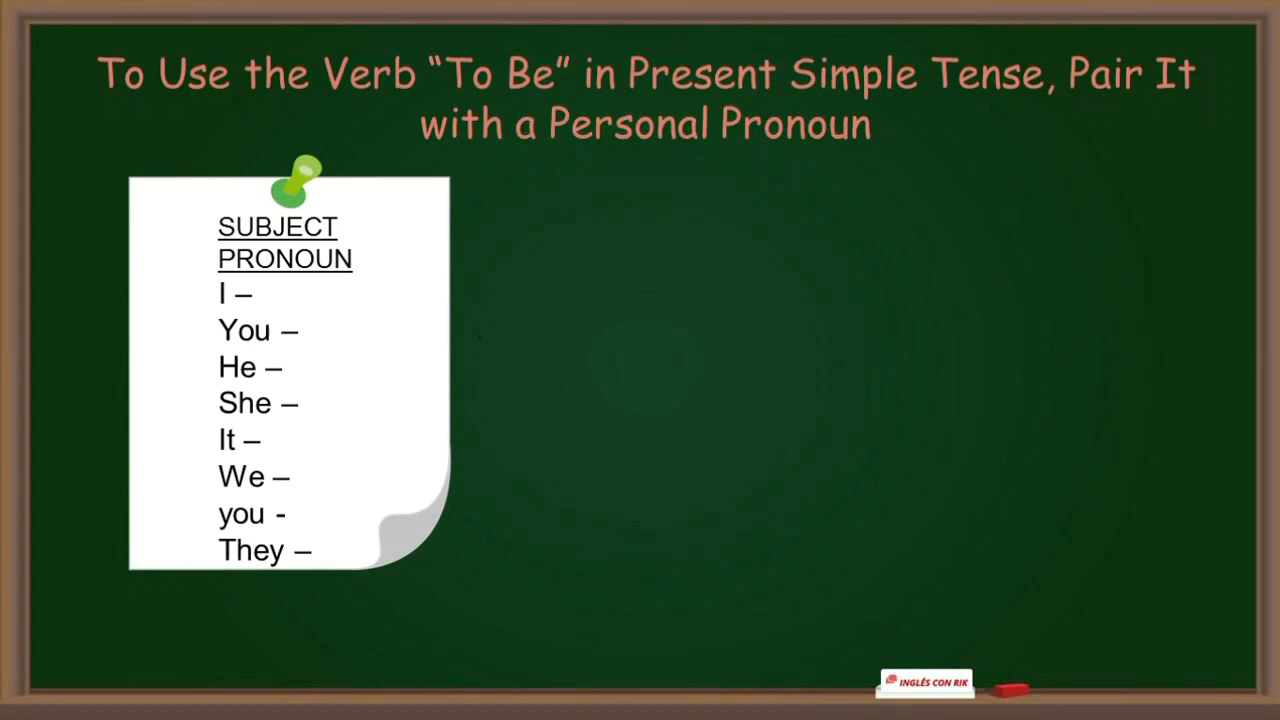 To Use the Verb “To Be” in Present Simple Tense, Pair It
with a Personal Pronoun
SUBJECT
PRONOUN
I –
You –
He –
She –
It –
We –
you -
They –
INGLÉS CON RIK